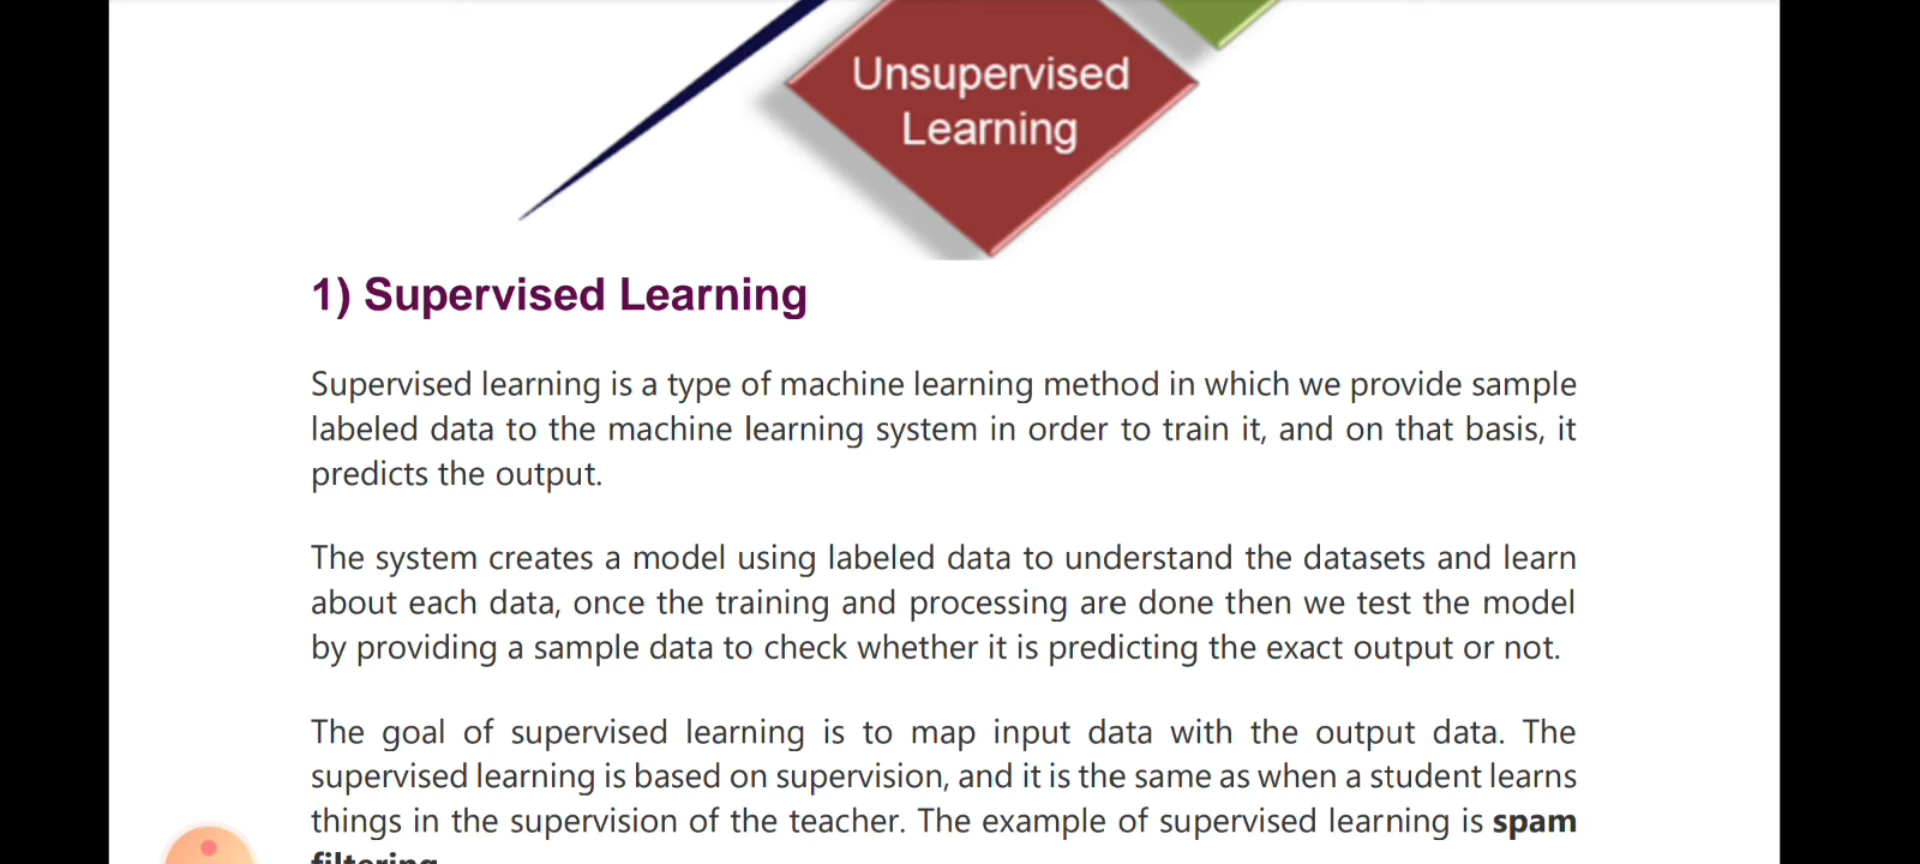 Unsupervised
Learning
1) Supervised Learning
Supervised learning is a type of machine learning method in which we provide sample
labeled data to the machine learning system in order to train it, and on that basis, it
predicts the output.
The system creates a model using labeled data to understand the datasets and learn
about each data, once the training and processing are done then we test the model
by providing a sample data to check whether it is predicting the exact output or not.
The goal of supervised learning is to map input data with the output data. The
supervised learning is based on supervision, and it is the same as when a student learns
things in the supervision of the teacher. The example of supervised learning is spam
filtering